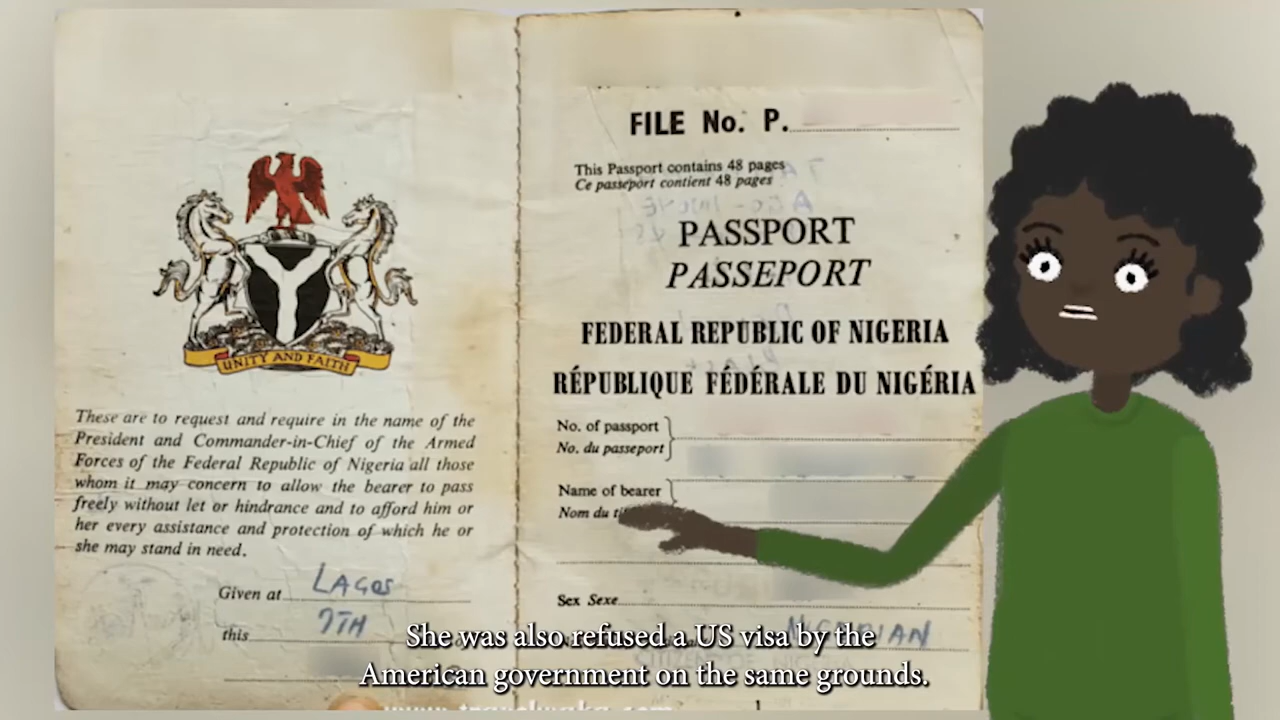 UNITY AND FAITH
These are to request and require in the name of the
President and Commander-in-Chief of the Armed
Forces of the Federal Republic of Nigeria all those
whom it may concern to allow the bearer to pass
freely without let or hindrance and to afford him or
her every assistance and protection of which he or
she may stand in need.
Given at LAGOS
this 7TH
FILE No. P.
This Passport contains 48 pages
Ce passeport contient 48 pages
PASSPORT
PASSEPORT
FEDERAL REPUBLIC OF NIGERIA
RÉPUBLIQUE FÉDÉRALE DU NIGÉRIA
No. of passport
No. du passeport
Name of bearer
Nom du
Sex Sexe
NIGERIAN
1
She was also refused a US visa by the
American government on the same grounds.